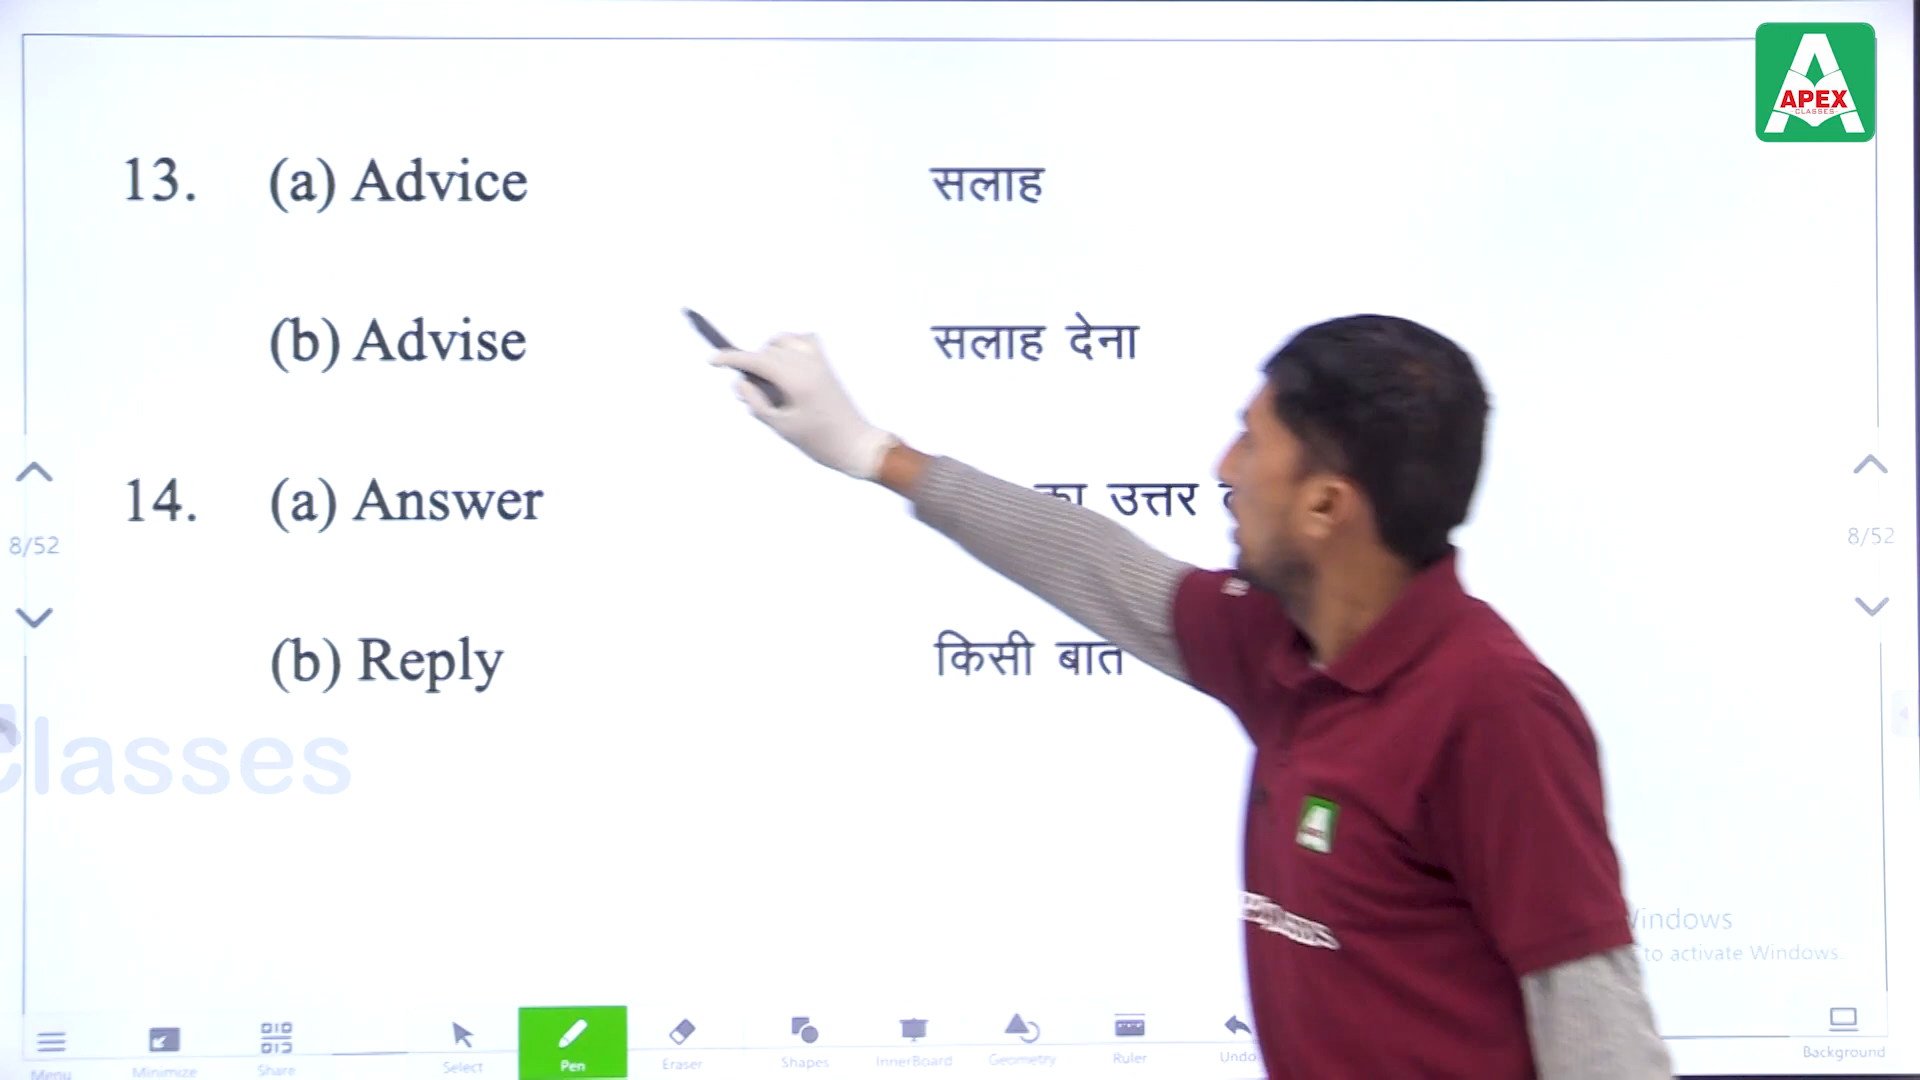 APEX
CLASSES
13. (a) Advice सलाह
(b) Advise सलाह देना
14. (a) Answer का उत्तर
(b) Reply किसी बात
8/52
8/52
Classes
Windows
to activate Windows.
Menu Minimize Share Select Pen Eraser Shapes InnerBoard Geometry Ruler Undo Background